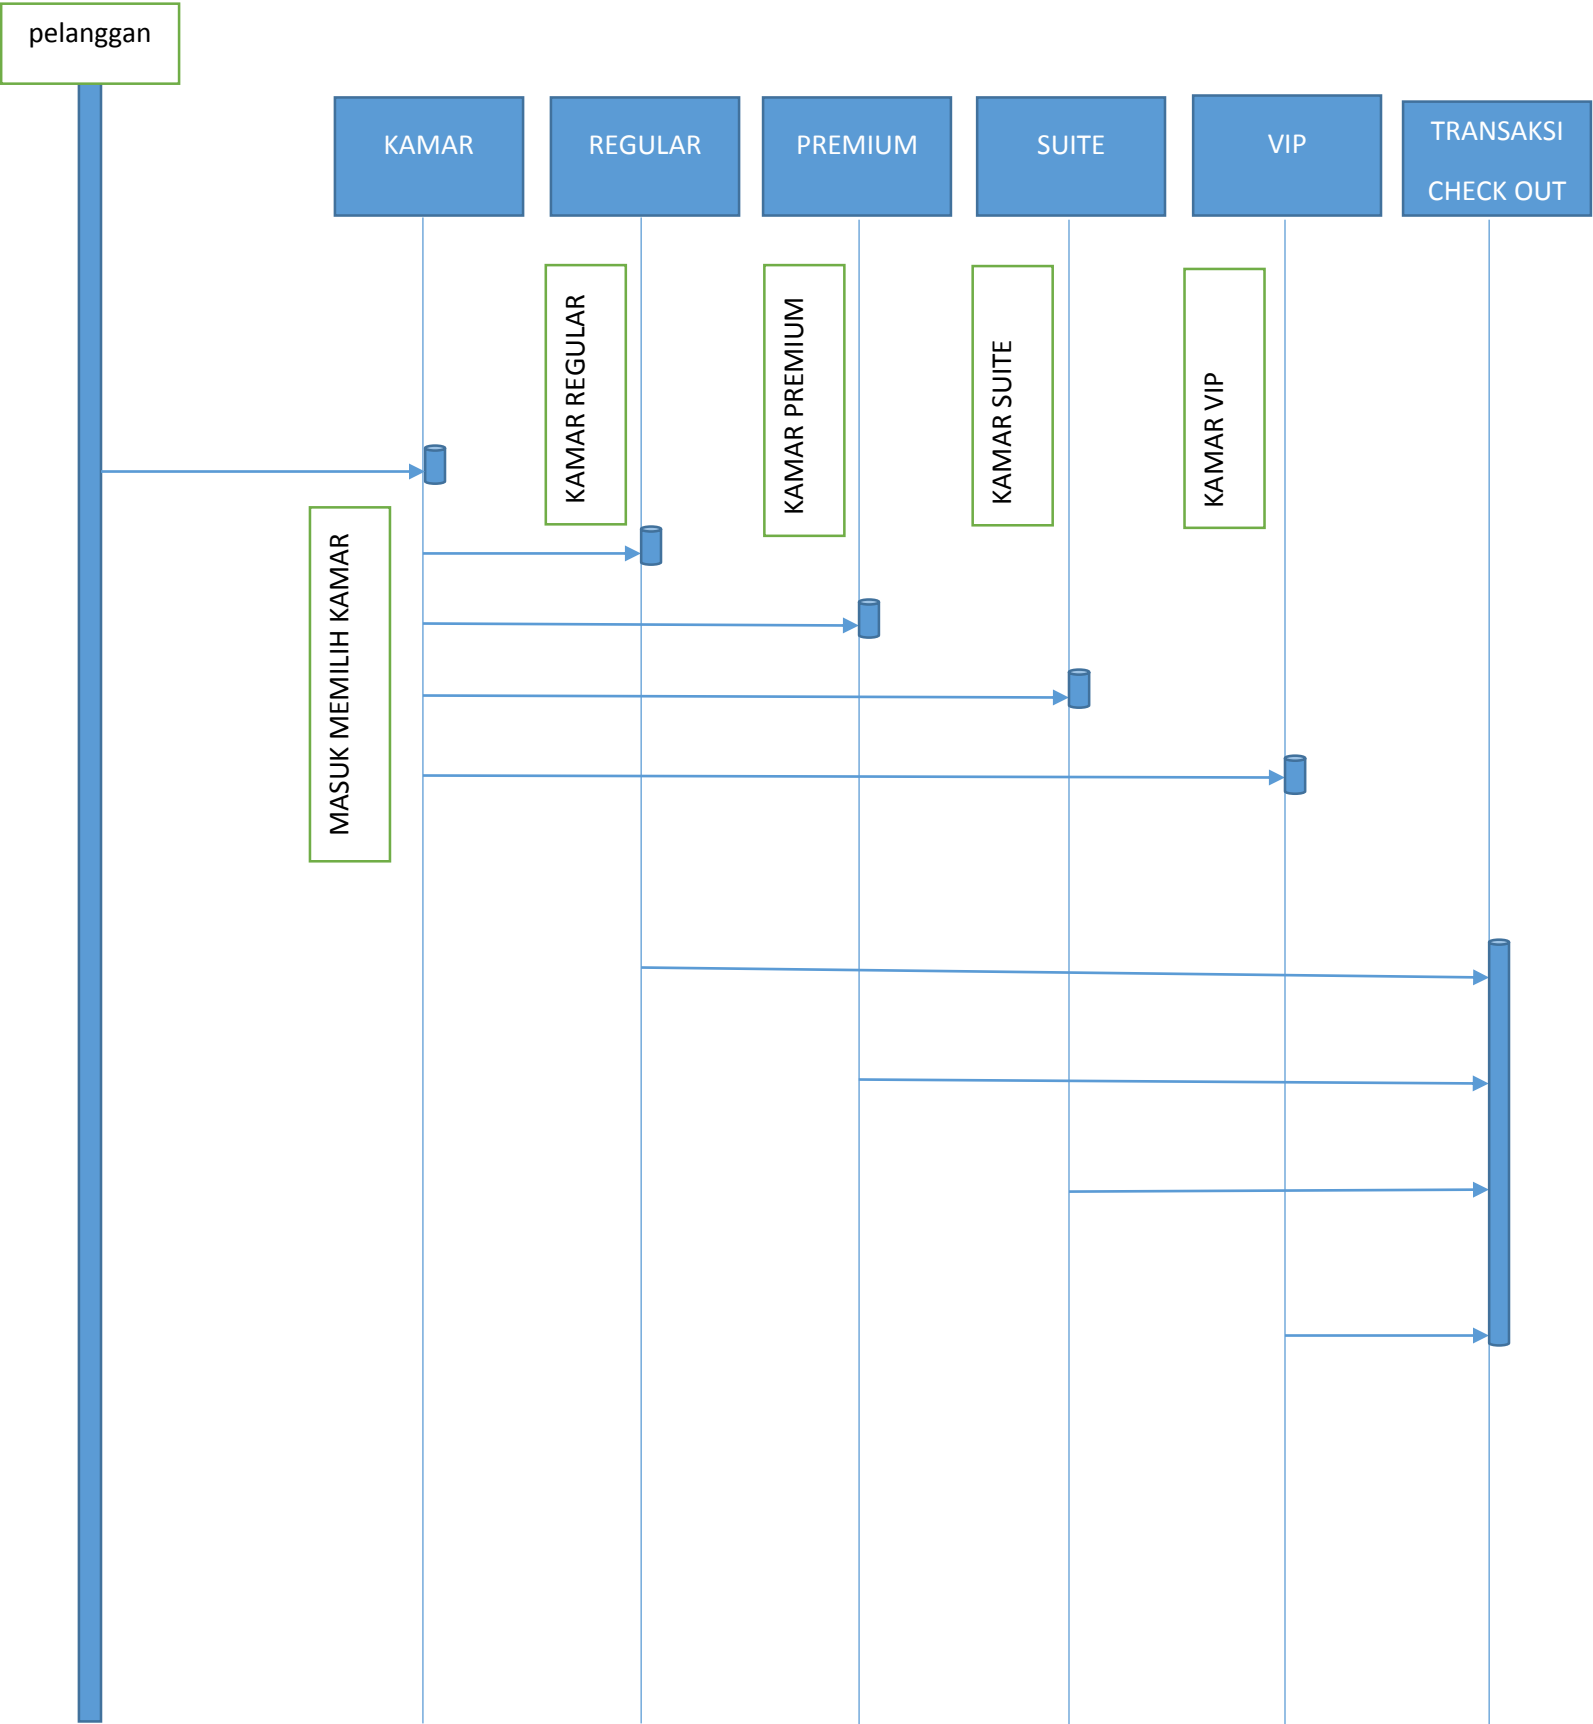 pelanggan
KAMAR
REGULAR
PREMIUM
SUITE
VIP
TRANSAKSI
CHECK OUT
KAMAR REGULAR
KAMAR PREMIUM
KAMAR SUITE
KAMAR VIP
MASUK MEMILIH KAMAR